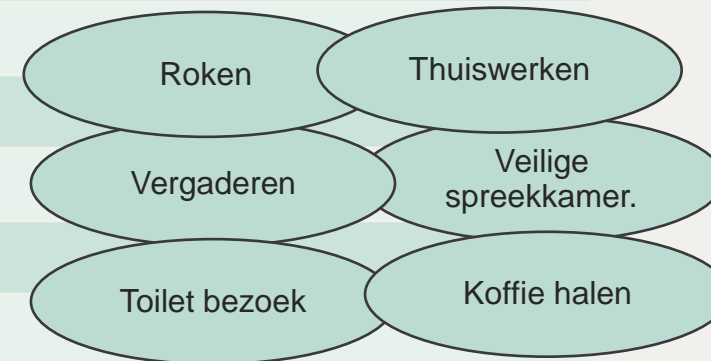 Roken
Thuiswerken
Vergaderen
Veilige
spreekkamer.
Toilet bezoek
Koffie halen